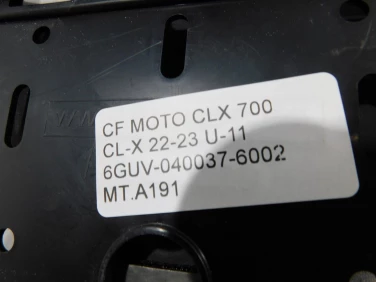 CF MOTO CLX 700
CL-X 22-23 U-11
6GUV-040037-6002
MT.A191